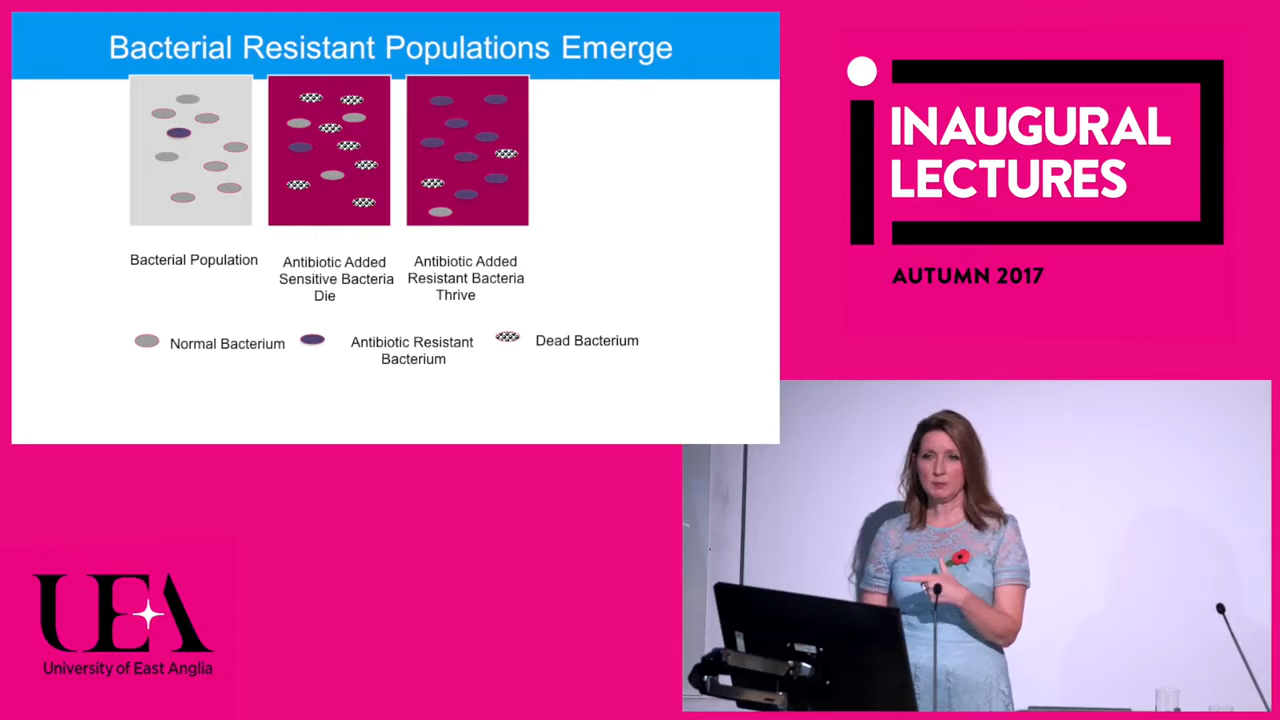 Bacterial Resistant Populations Emerge
Bacterial Population
Antibiotic Added
Sensitive Bacteria
Die
Antibiotic Added
Resistant Bacteria
Thrive
Normal Bacterium
Antibiotic Resistant
Bacterium
Dead Bacterium
INAUGURAL
LECTURES
AUTUMN 2017
UEA
University of East Anglia